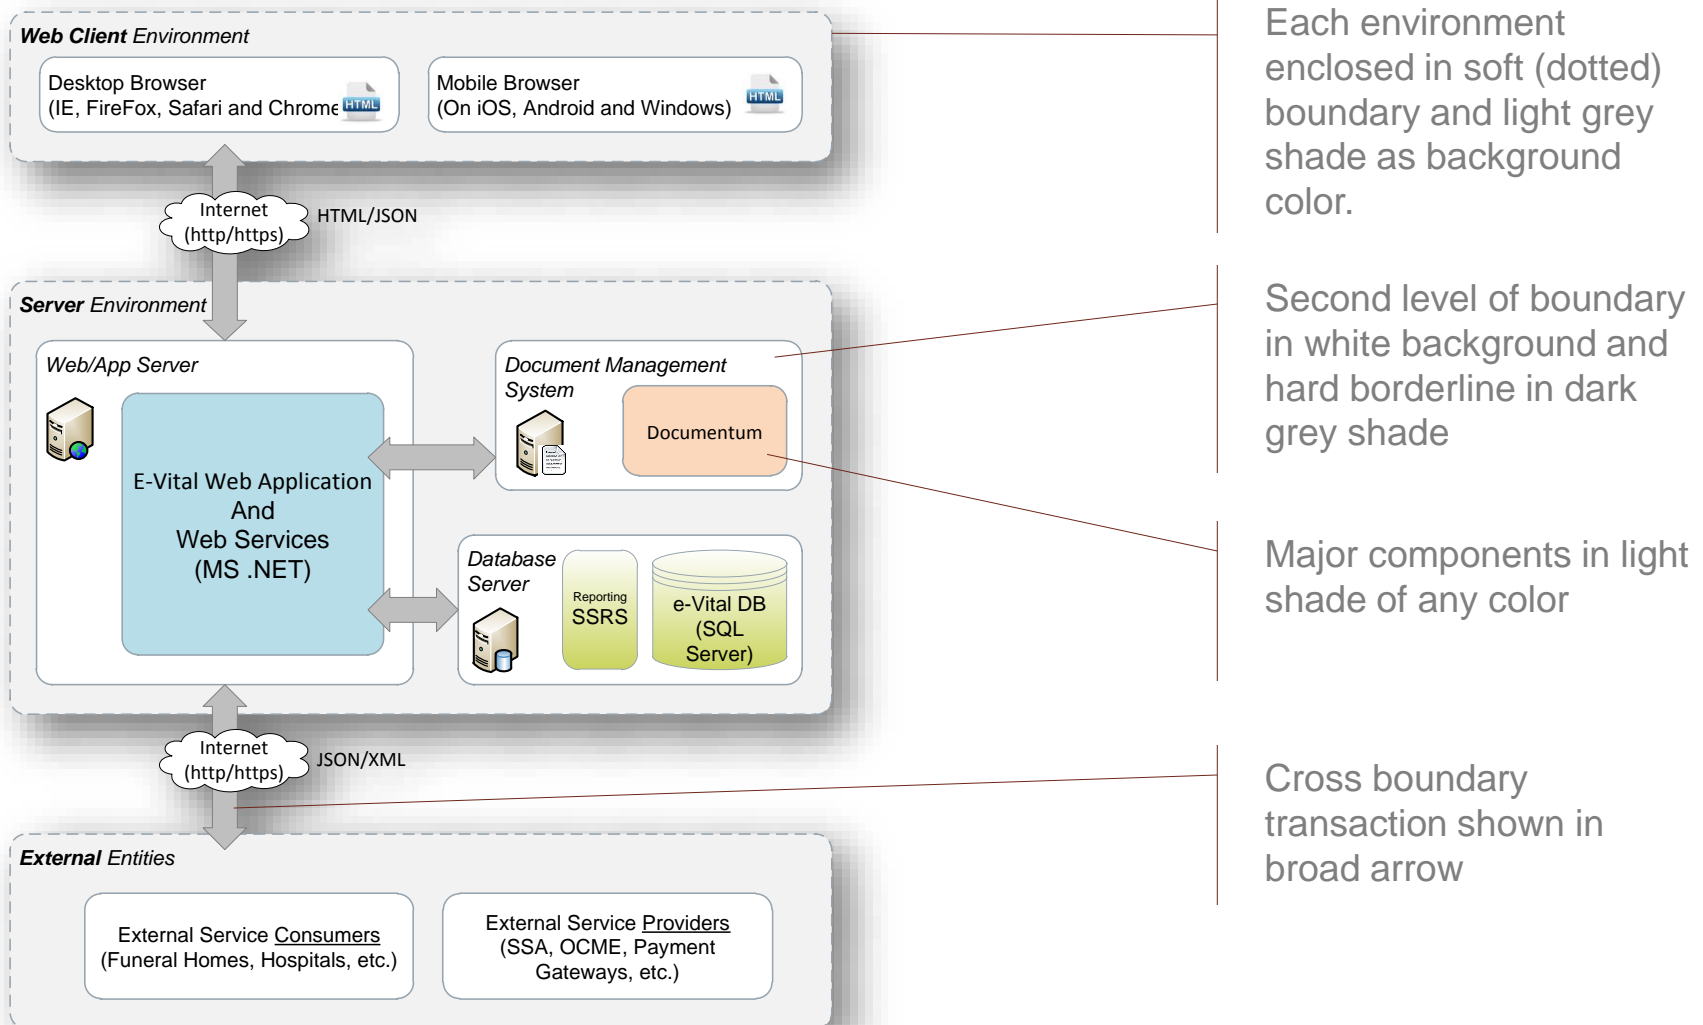 Web Client Environment
Desktop Browser
(IE, FireFox, Safari and Chrome
HTML
Mobile Browser
(On iOS, Android and Windows)
HTML
Internet
(http/https)
HTML/JSON
Server Environment
Web/App Server
E-Vital Web Application
And
Web Services
(MS .NET)
Document Management
System
Documentum
Database
Server
Reporting
SSRS
e-Vital DB
(SQL
Server)
Internet
(http/https)
JSON/XML
External Entities
External Service Consumers
(Funeral Homes, Hospitals, etc.)
External Service Providers
(SSA, OCME, Payment
Gateways, etc.)
Each environment
enclosed in soft (dotted)
boundary and light grey
shade as background
color.
Second level of boundary
in white background and
hard borderline in dark
grey shade
Major components in light
shade of any color
Cross boundary
transaction shown in
broad arrow